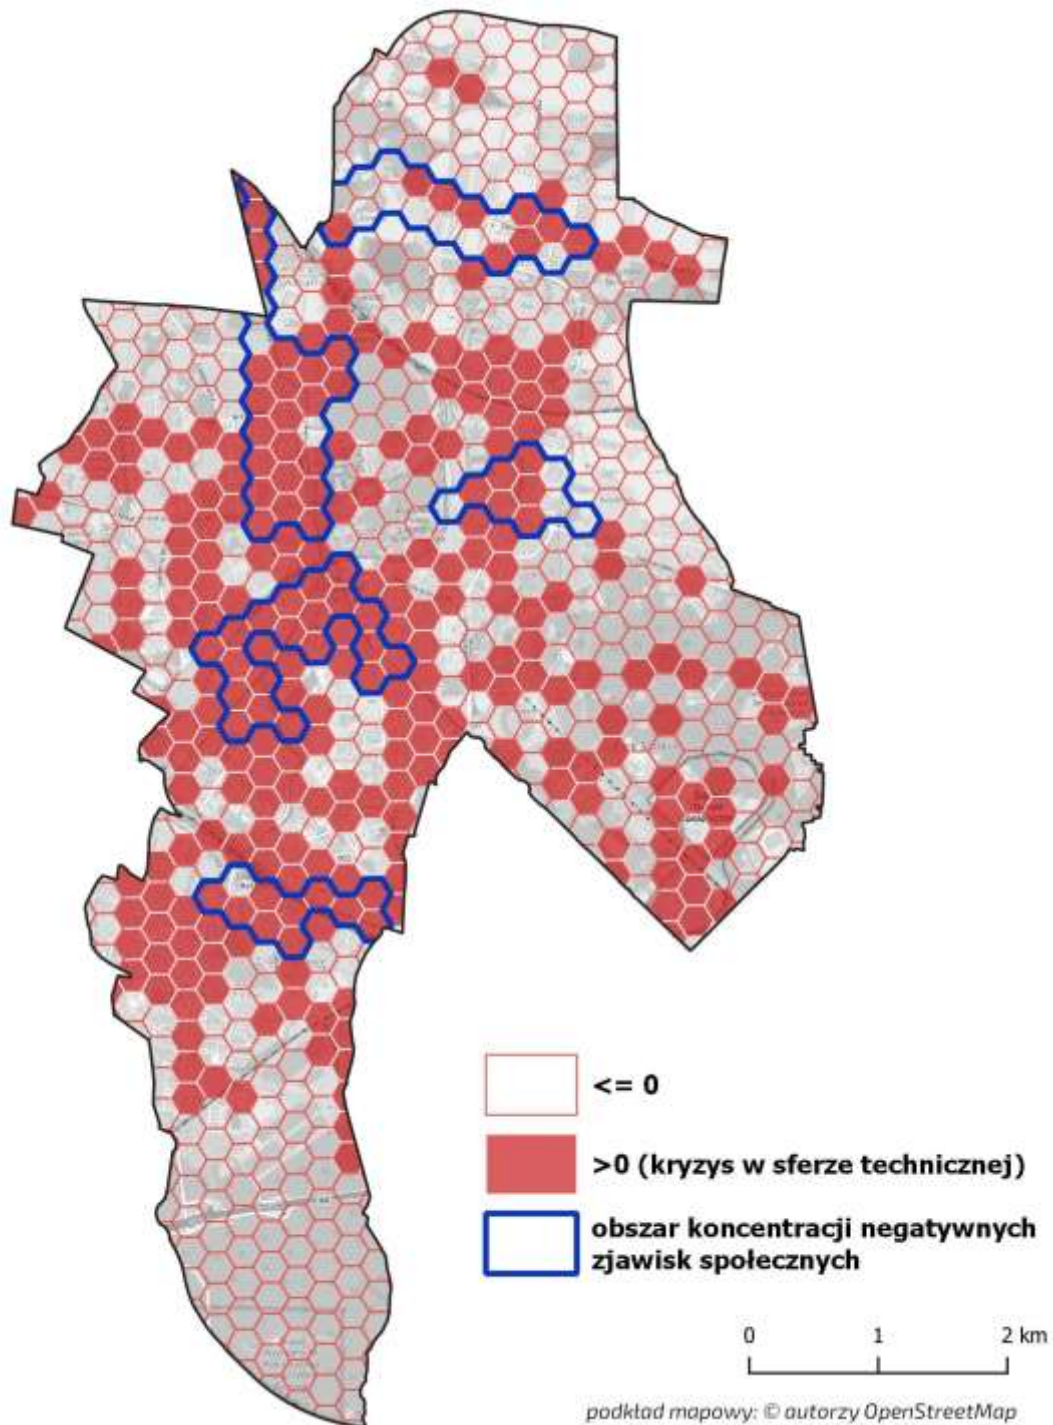 <= 0
>0 (kryzys w sferze technicznej)
obszar koncentracji negatywnych
zjawisk społecznych
0 1 2 km
podkład mapowy: © autorzy OpenStreetMap